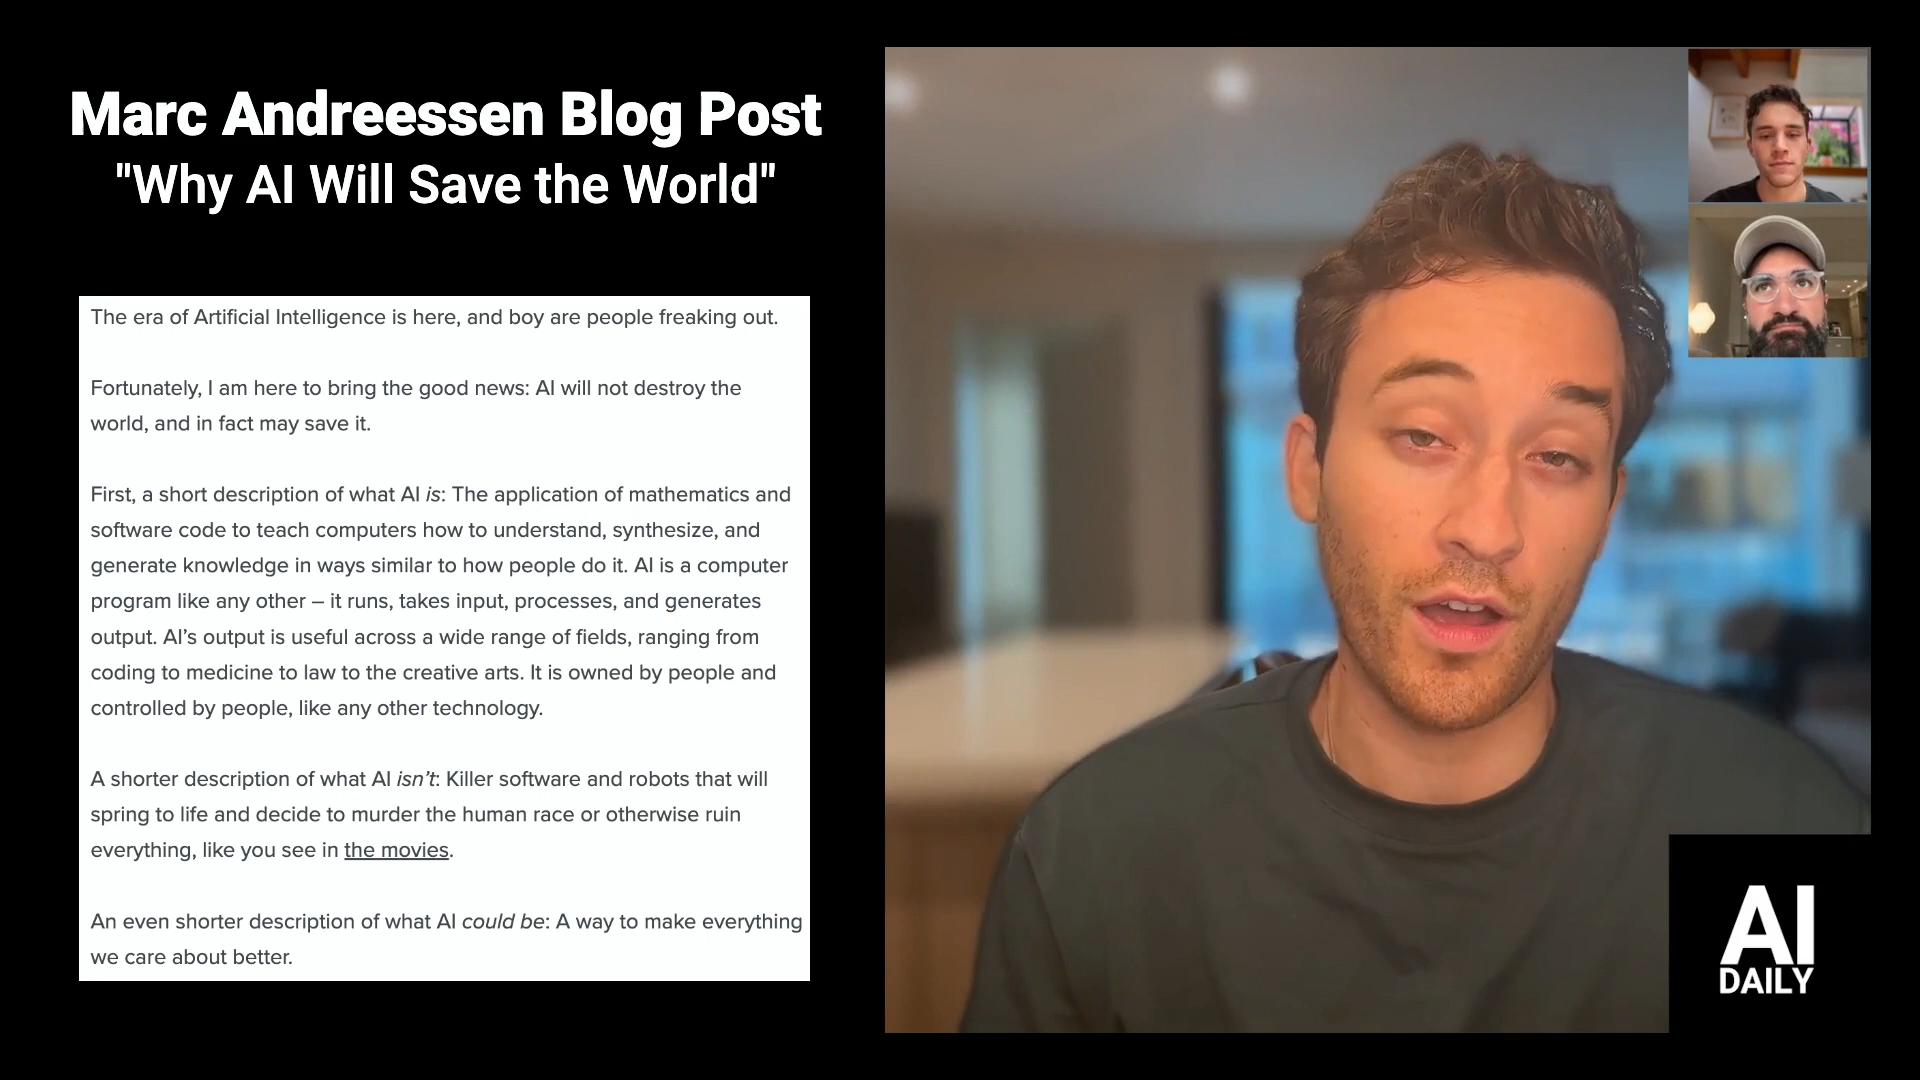 Marc Andreessen Blog Post
"Why AI Will Save the World"
The era of Artificial Intelligence is here, and boy are people freaking out.
Fortunately, I am here to bring the good news: AI will not destroy the
world, and in fact may save it.
First, a short description of what AI is: The application of mathematics and
software code to teach computers how to understand, synthesize, and
generate knowledge in ways similar to how people do it. AI is a computer
program like any other – it runs, takes input, processes, and generates
output. AI’s output is useful across a wide range of fields, ranging from
coding to medicine to law to the creative arts. It is owned by people and
controlled by people, like any other technology.
A shorter description of what AI isn’t: Killer software and robots that will
spring to life and decide to murder the human race or otherwise ruin
everything, like you see in the movies.
An even shorter description of what AI could be: A way to make everything
we care about better.
AI
DAILY